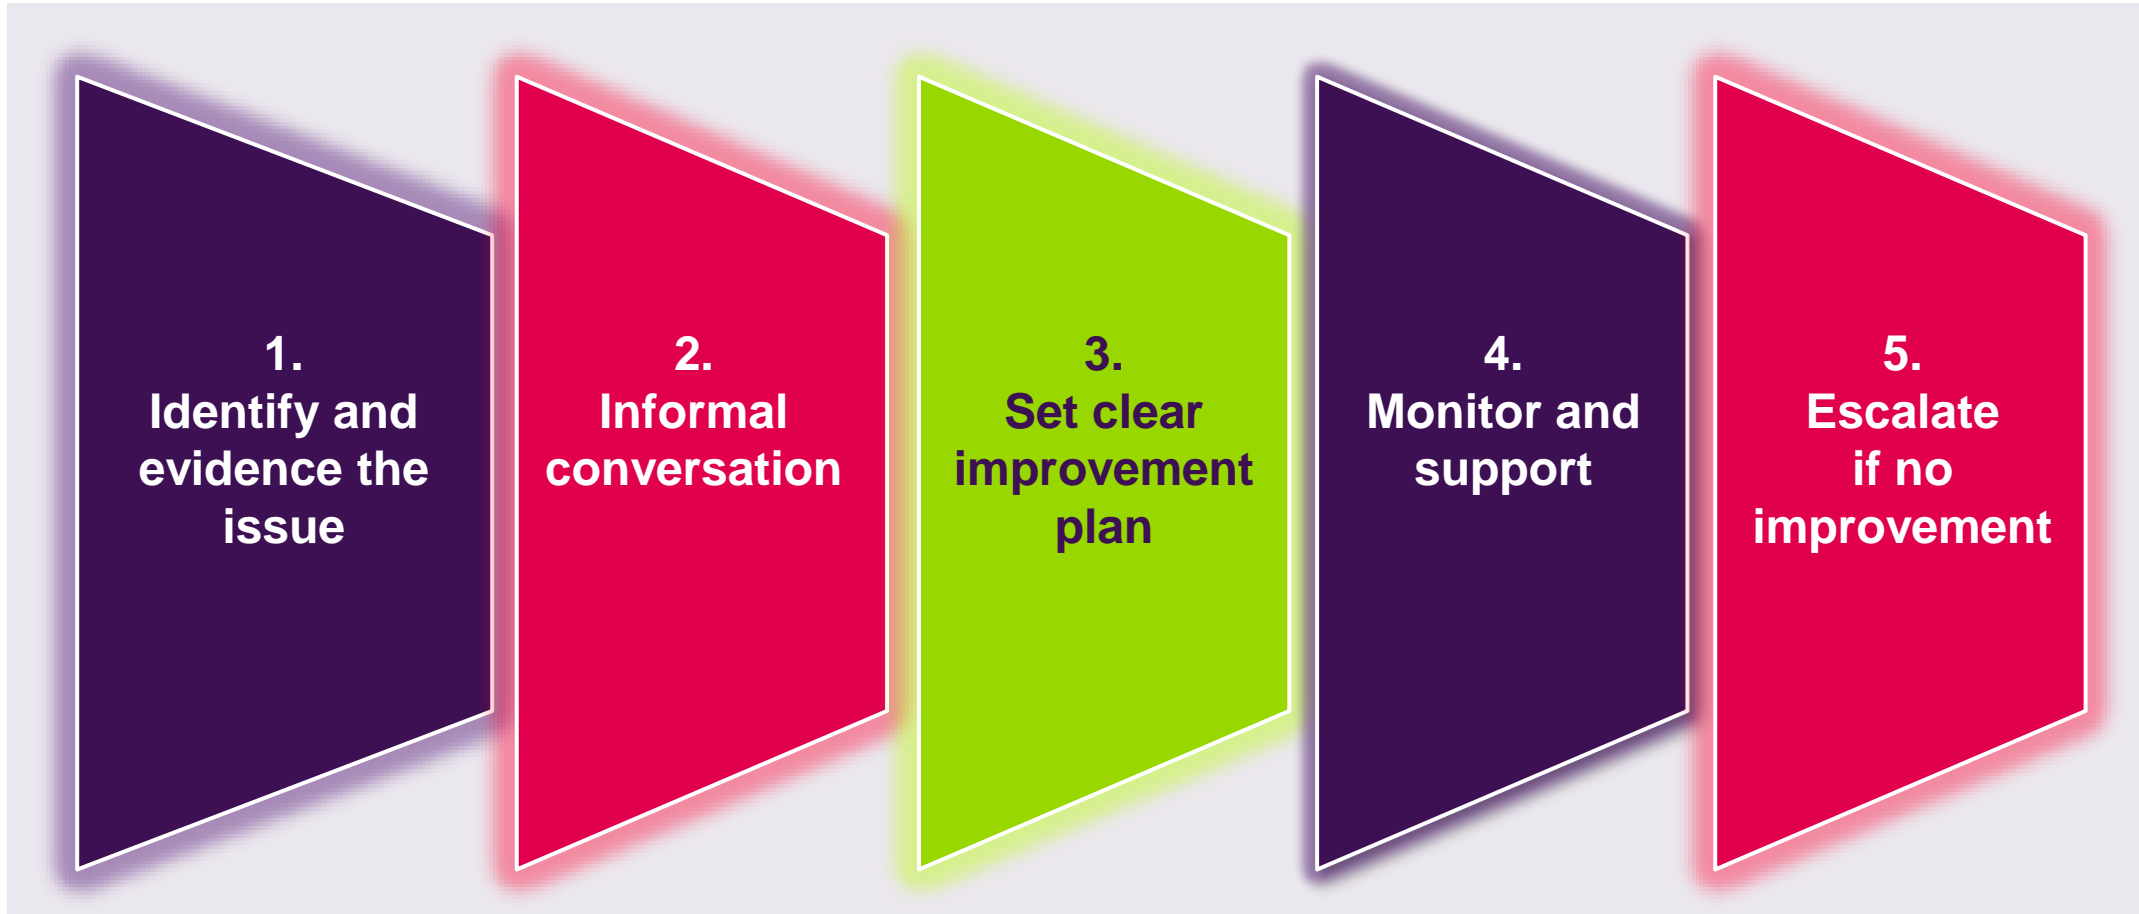 1.
Identify and
evidence the
issue
2.
Informal
conversation
3.
Set clear
improvement
plan
4.
Monitor and
support
5.
Escalate
if no
improvement